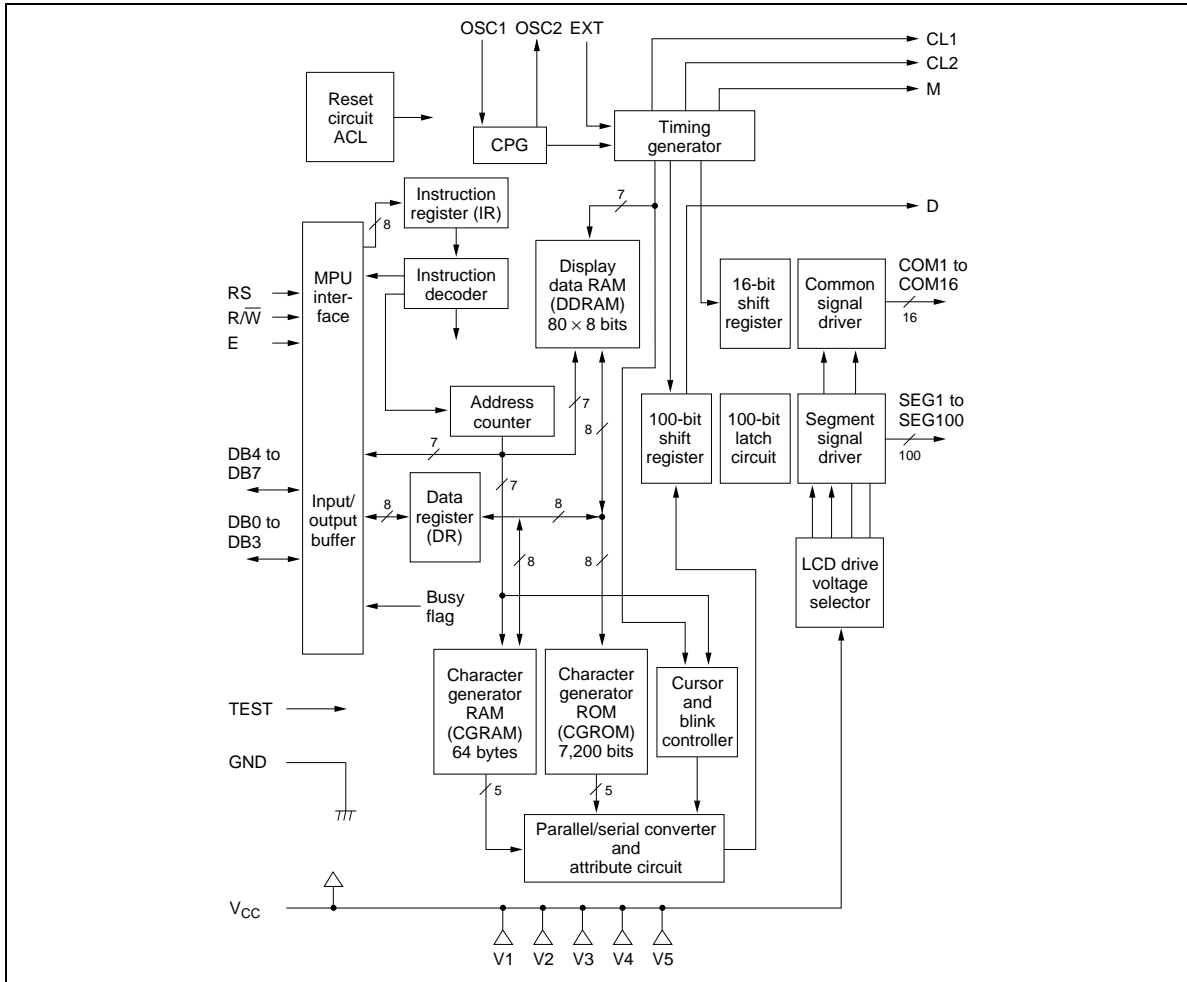 OSC1 OSC2 EXT
CL1
CL2
M
Reset
circuit
ACL
CPG
Timing
generator
7
D
8
Instruction
register (IR)
MPU
inter-
face
RS
R/W̅
E
Instruction
decoder
Display
data RAM
(DDRAM)
80 × 8 bits
16-bit
shift
register
Common
signal
driver
COM1 to
COM16
16
Address
counter
7
7
8
7
100-bit
shift
register
100-bit
latch
circuit
Segment
signal
driver
SEG1 to
SEG100
100
DB4 to
DB7
DB0 to
DB3
Input/
output
buffer
8
Data
register
(DR)
8
8
8
LCD drive
voltage
selector
Busy
flag
Character
generator
RAM
(CGRAM)
64 bytes
Character
generator
ROM
(CGROM)
7,200 bits
Cursor
and
blink
controller
TEST
GND
5
5
Parallel/serial converter
and
attribute circuit
VCC
V1 V2 V3 V4 V5